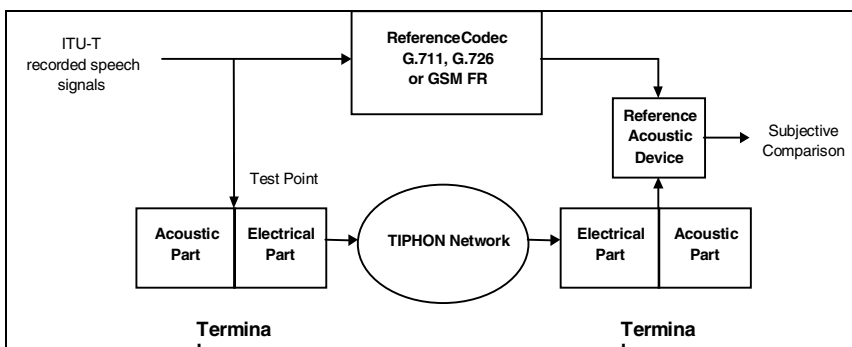 ITU-T
recorded speech
signals
ReferenceCodec
G.711, G.726
or GSM FR
Reference
Acoustic
Device
Subjective
Comparison
Test Point
Acoustic
Part
Electrical Part
TIPHON Network
Electrical
Part
Acoustic
Part
Termina
Termina